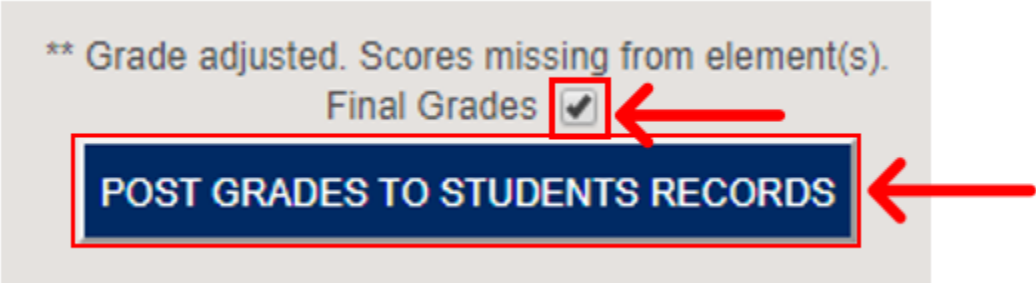 ** Grade adjusted. Scores missing from element(s).
Final Grades
POST GRADES TO STUDENTS RECORDS